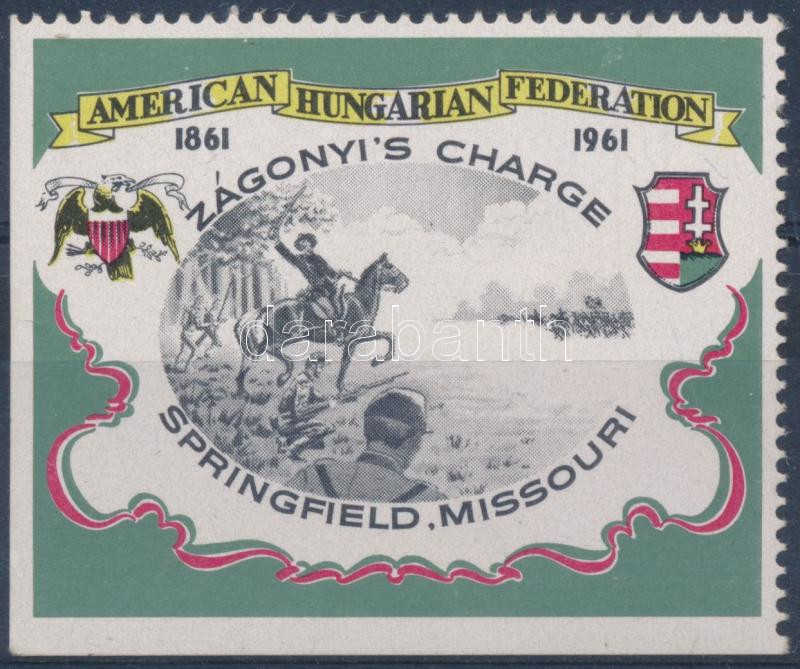 AMERICAN HUNGARIAN FEDERATION
1861 1961
ZÁGONYI'S CHARGE
darabanth
SPRINGFIELD, MISSOURI